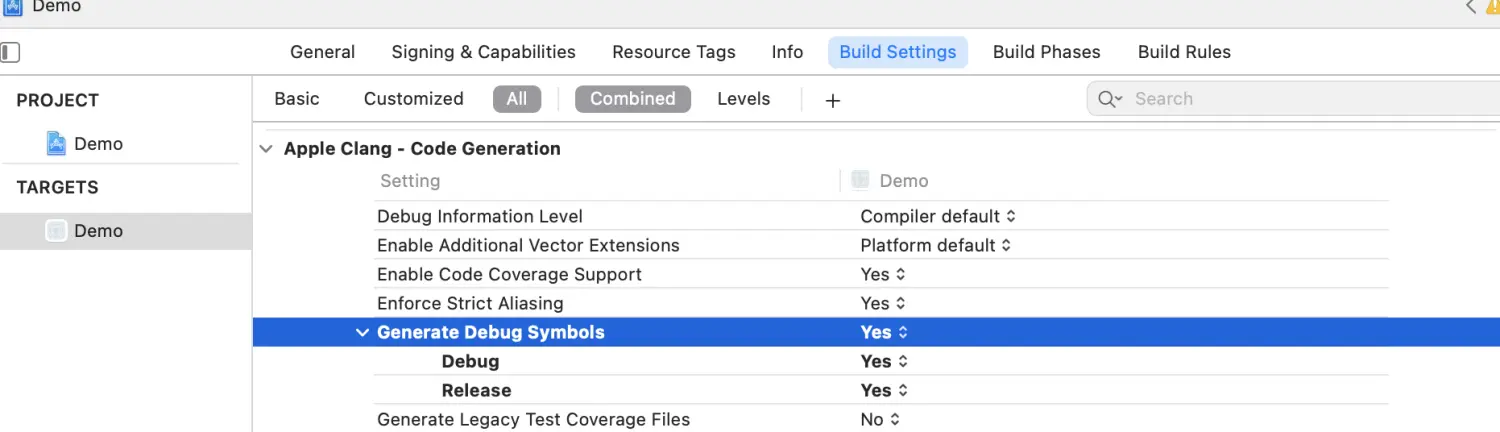 Demo
General Signing & Capabilities Resource Tags Info Build Settings Build Phases Build Rules
PROJECT
Demo
TARGETS
Demo
Basic Customized All Combined Levels + Search
Apple Clang - Code Generation
Setting Demo
Debug Information Level Compiler default
Enable Additional Vector Extensions Platform default
Enable Code Coverage Support Yes
Enforce Strict Aliasing Yes
Generate Debug Symbols Yes
Debug Yes
Release Yes
Generate Legacy Test Coverage Files No